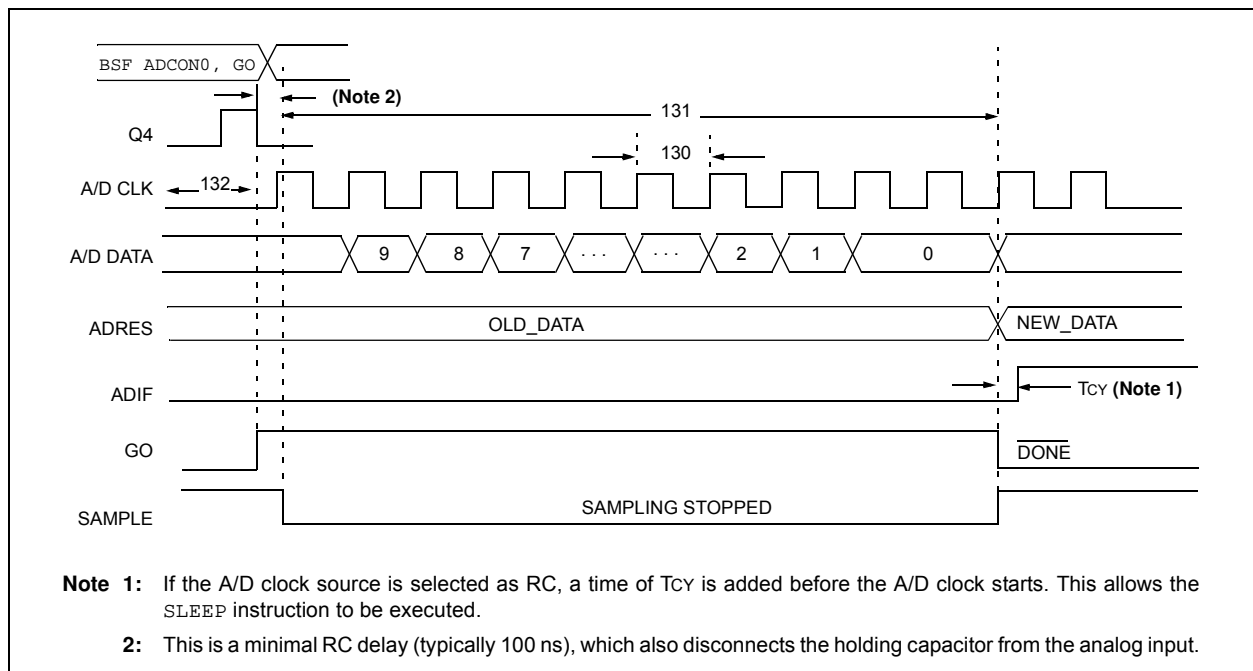 BSF ADCON0, GO
(Note 2)
131
Q4
130
A/D CLK
132
A/D DATA
9 8 7 . . . . . . 2 1 0
ADRES
OLD_DATA
NEW_DATA
ADIF
TCY (Note 1)
GO
DONE
SAMPLE
SAMPLING STOPPED
Note 1: If the A/D clock source is selected as RC, a time of TCY is added before the A/D clock starts. This allows the
SLEEP instruction to be executed.
2: This is a minimal RC delay (typically 100 ns), which also disconnects the holding capacitor from the analog input.